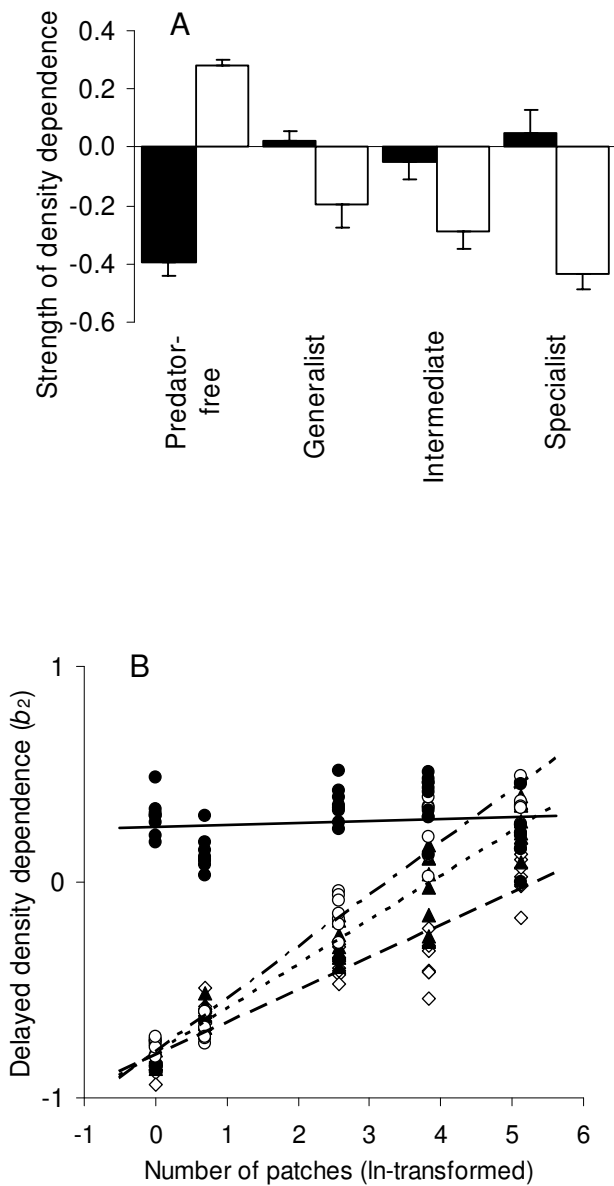 A
Strength of density dependence
0.4
0.2
0.0
-0.2
-0.4
-0.6
Predator-
free
Generalist
Intermediate
Specialist
B
Delayed density dependence (b2)
1
0
-1
-1 0 1 2 3 4 5 6
Number of patches (ln-transformed)